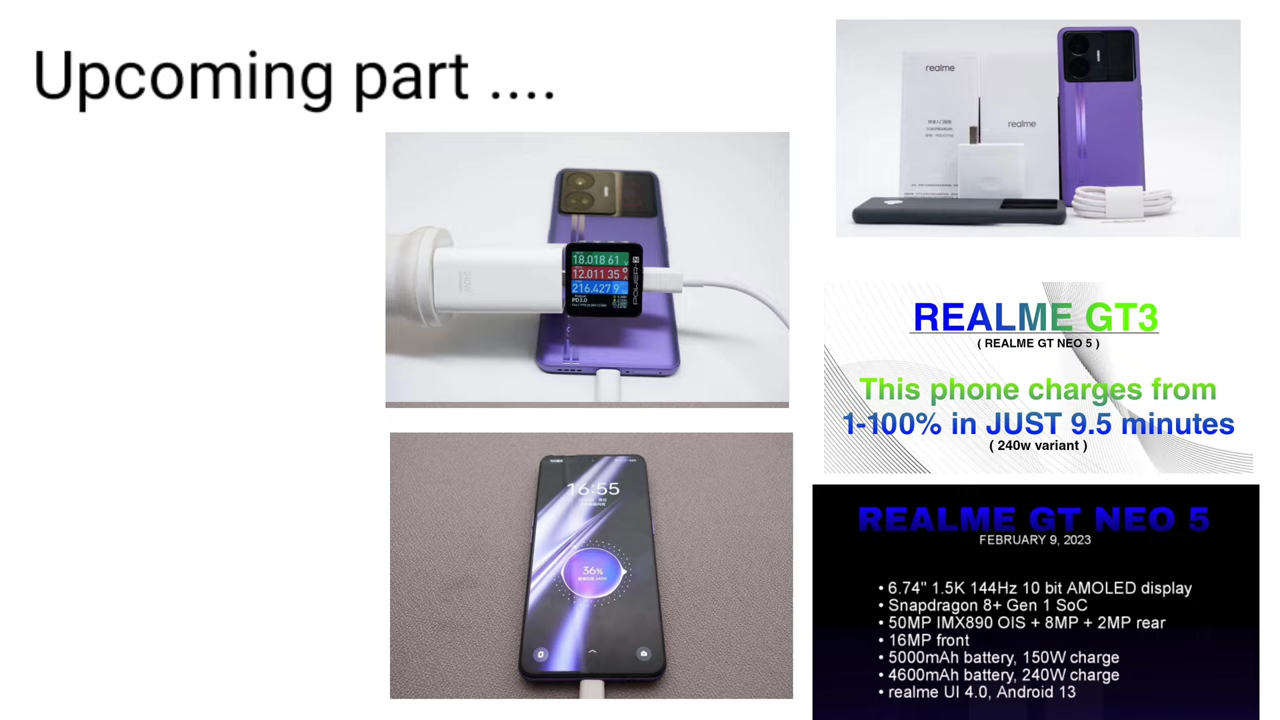 Upcoming part ....
realme
realme
18.018 61
12.011 35
216.427 9
PD3.0
POWER-Z
240W
16:55
36%
REALME GT3
( REALME GT NEO 5 )
This phone charges from
1-100% in JUST 9.5 minutes
( 240w variant )
REALME GT NEO 5
FEBRUARY 9, 2023
• 6.74" 1.5K 144Hz 10 bit AMOLED display
• Snapdragon 8+ Gen 1 SoC
• 50MP IMX890 OIS + 8MP + 2MP rear
• 16MP front
• 5000mAh battery, 150W charge
• 4600mAh battery, 240W charge
• realme UI 4.0, Android 13